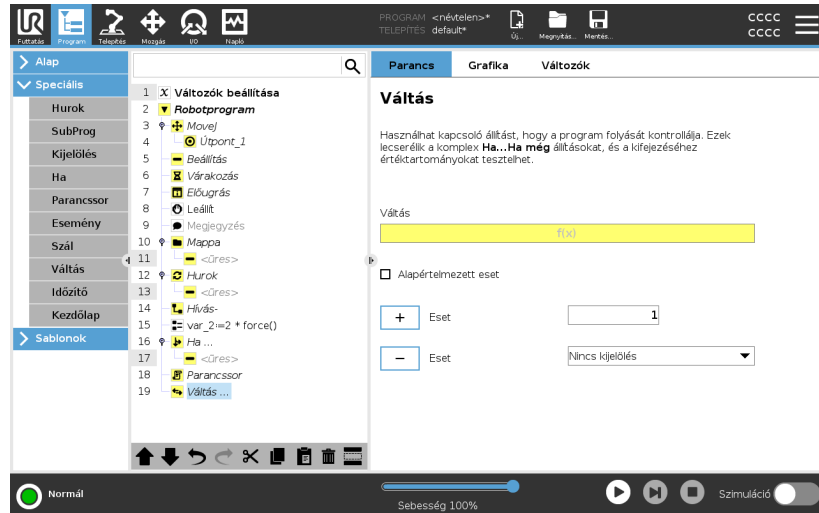 UR
PROGRAM <névtelen>*
TELEPÍTÉS default*
cccc
cccc
Futtatás Program Telepítés Mozgás I/O Napló
Új... Megnyitás... Mentés...
Alap
Speciális
Hurok
SubProg
Kijelölés
Ha
Parancssor
Esemény
Szál
Váltás
Időzítő
Kezdőlap
Sablonok
1 X Változók beállítása
2 Robotprogram
3 MoveJ
4 Útpont_1
5 Beállítás
6 Várakozás
7 Előugrás
8 Leállít
9 Megjegyzés
10 Mappa
11 <üres>
12 Hurok
13 <üres>
14 Hívás-
15 var_2≔2 * force()
16 Ha ...
17 <üres>
18 Parancssor
19 Váltás ...
Parancs Grafika Változók
Váltás
Használhat kapcsoló állítást, hogy a program folyását kontrollálja. Ezek
lecserélik a komplex Ha...Ha még állításokat, és a kifejezéséhez
értéktartományokat tesztelhet.
Váltás
f(x)
Alapértelmezett eset
+ Eset 1
− Eset Nincs kijelölés
Normál
Sebesség 100%
Szimuláció